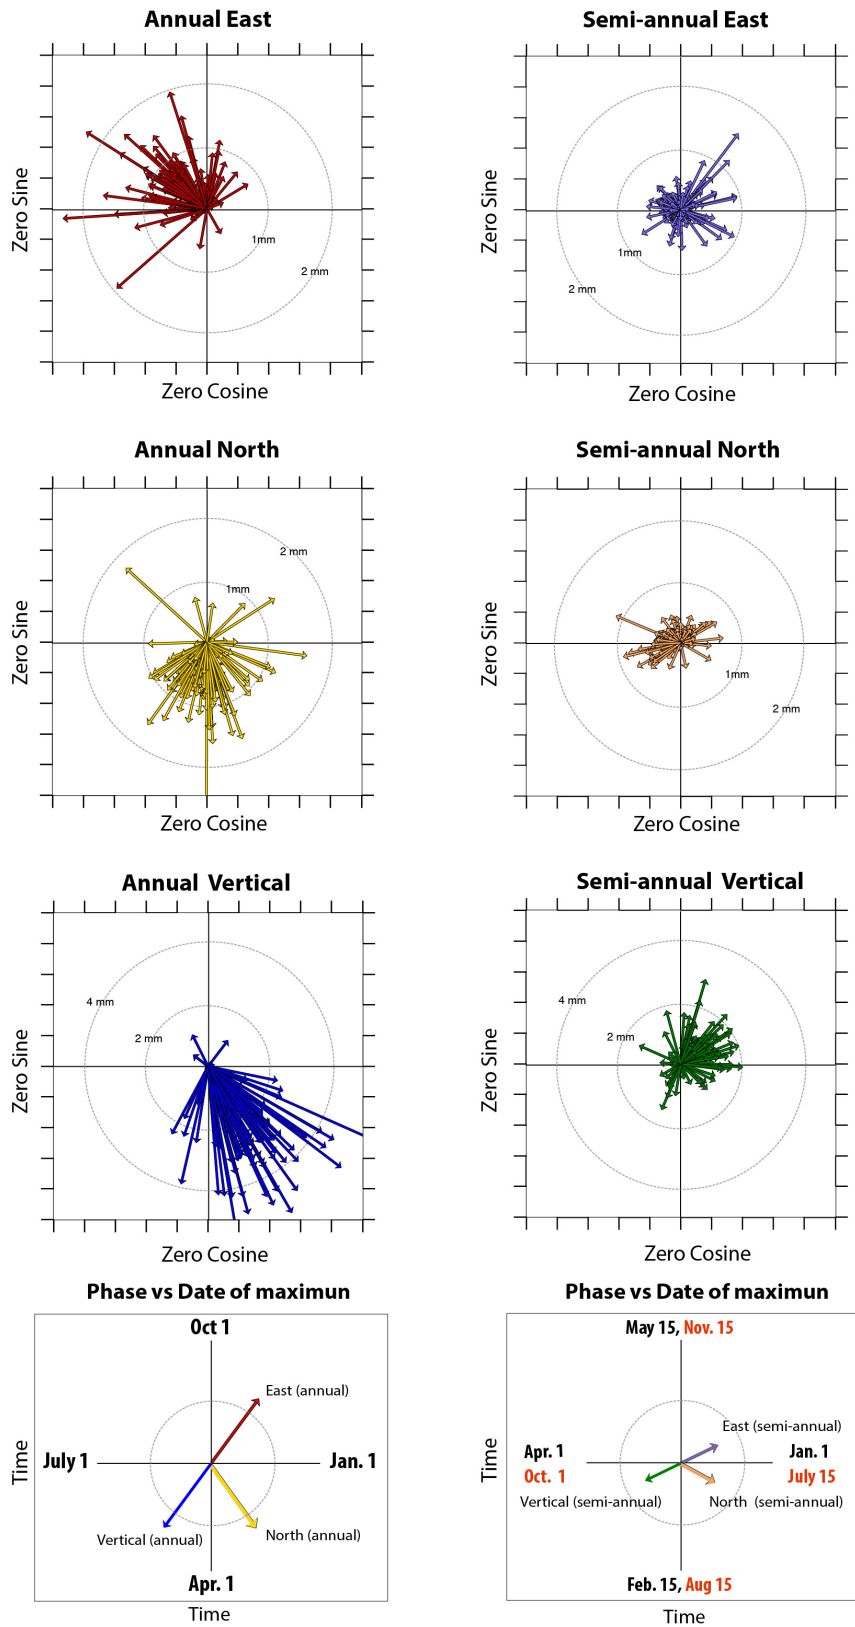 Annual East
Semi-annual East
Zero Sine
1mm
2 mm
Zero Cosine
Zero Sine
1mm
2 mm
Zero Cosine
Annual North
Semi-annual North
Zero Sine
2 mm
1mm
Zero Cosine
Zero Sine
1mm
2 mm
Zero Cosine
Annual Vertical
Semi-annual Vertical
Zero Sine
4 mm
2 mm
Zero Cosine
Zero Sine
4 mm
2 mm
Zero Cosine
Phase vs Date of maximun
Oct 1
East (annual)
Time
July 1
Jan. 1
Vertical (annual)
North (annual)
Apr. 1
Time
Phase vs Date of maximun
May 15, Nov. 15
East (semi-annual)
Time
Apr. 1
Oct. 1
Jan. 1
July 15
Vertical (semi-annual)
North (semi-annual)
Feb. 15, Aug 15
Time